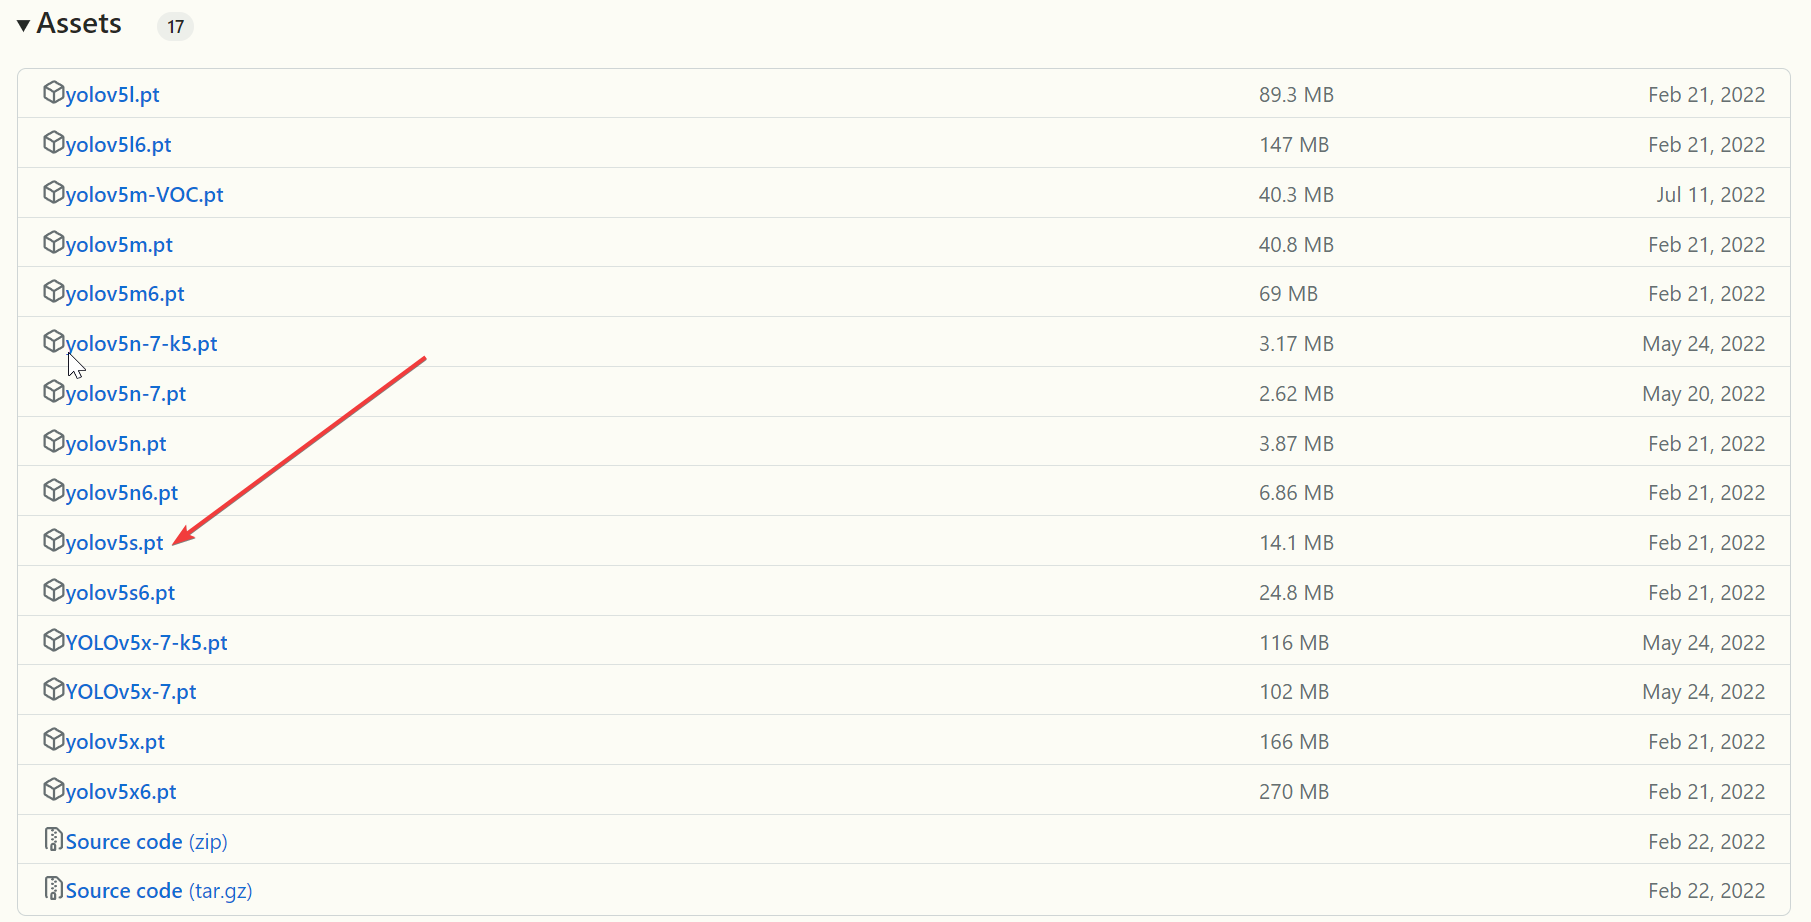 Assets 17
yolov5l.pt 89.3 MB Feb 21, 2022
yolov5l6.pt 147 MB Feb 21, 2022
yolov5m-VOC.pt 40.3 MB Jul 11, 2022
yolov5m.pt 40.8 MB Feb 21, 2022
yolov5m6.pt 69 MB Feb 21, 2022
yolov5n-7-k5.pt 3.17 MB May 24, 2022
yolov5n-7.pt 2.62 MB May 20, 2022
yolov5n.pt 3.87 MB Feb 21, 2022
yolov5n6.pt 6.86 MB Feb 21, 2022
yolov5s.pt 14.1 MB Feb 21, 2022
yolov5s6.pt 24.8 MB Feb 21, 2022
YOLOv5x-7-k5.pt 116 MB May 24, 2022
YOLOv5x-7.pt 102 MB May 24, 2022
yolov5x.pt 166 MB Feb 21, 2022
yolov5x6.pt 270 MB Feb 21, 2022
Source code (zip) Feb 22, 2022
Source code (tar.gz) Feb 22, 2022